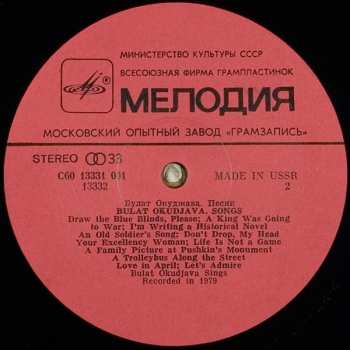 МИНИСТЕРСТВО КУЛЬТУРЫ СССР
ВСЕСОЮЗНАЯ ФИРМА ГРАМПЛАСТИНОК
МЕЛОДИЯ
МОСКОВСКИЙ ОПЫТНЫЙ ЗАВОД «ГРАМЗАПИСЬ»
STEREO 33
С60 13331 001 MADE IN USSR
13332 2
Булат Окуджава. Песни
BULAT OKUDJAVA. SONGS
Draw the Blue Blinds, Please; A King Was Going
to War; I'm Writing a Historical Novel
An Old Soldier's Song; Don't Drop, My Head
Your Excellency Woman; Life Is Not a Game
A Family Picture at Pushkin's Monument
A Trolleybus Along the Street
Love in April; Let's Admire
Bulat Okudjava Sings
Recorded in 1979